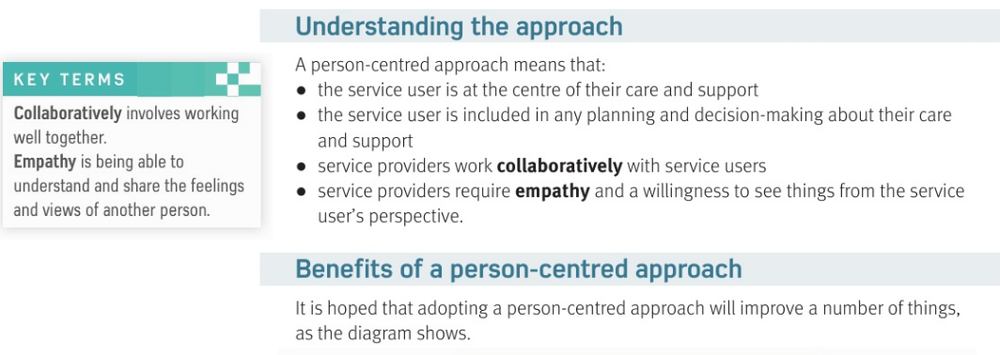 Understanding the approach
A person-centred approach means that:
● the service user is at the centre of their care and support
● the service user is included in any planning and decision-making about their care
and support
● service providers work collaboratively with service users
● service providers require empathy and a willingness to see things from the service
user's perspective.
KEY TERMS
Collaboratively involves working
well together.
Empathy is being able to
understand and share the feelings
and views of another person.
Benefits of a person-centred approach
It is hoped that adopting a person-centred approach will improve a number of things,
as the diagram shows.